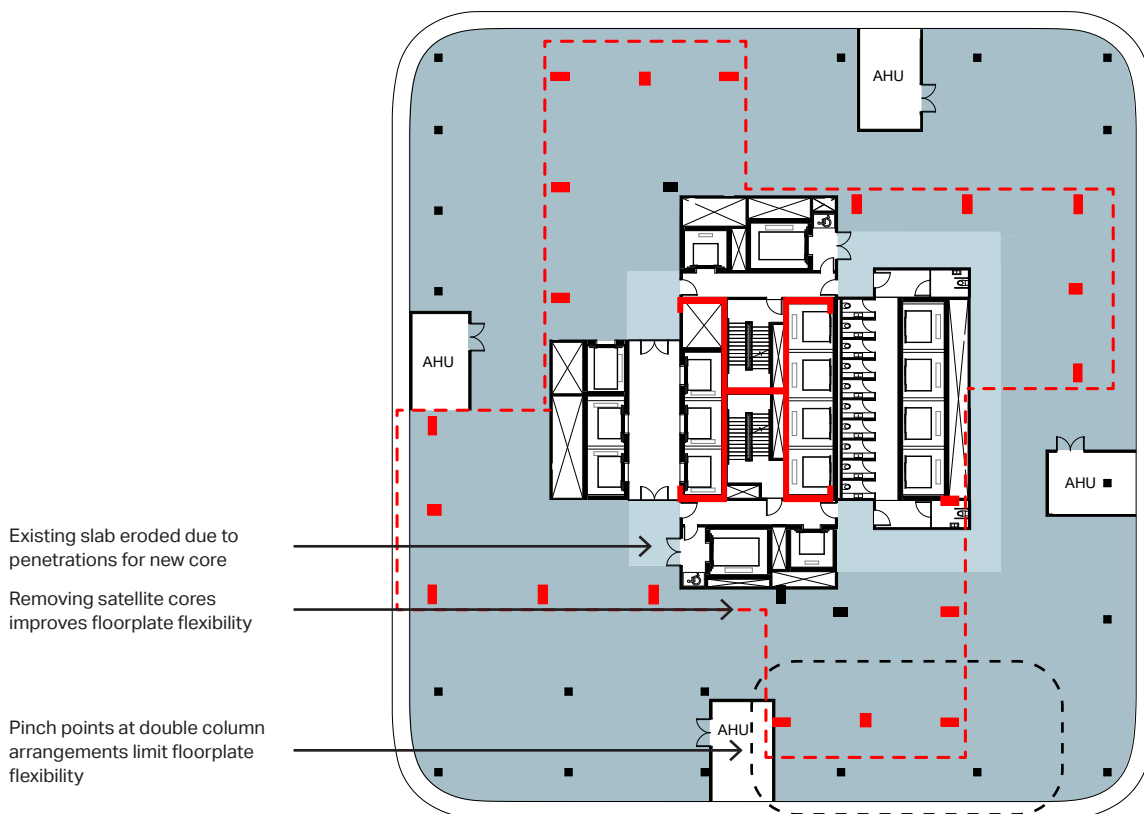 AHU
AHU
AHU
Existing slab eroded due to
penetrations for new core
Removing satellite cores
improves floorplate flexibility
Pinch points at double column
arrangements limit floorplate
flexibility
AHU